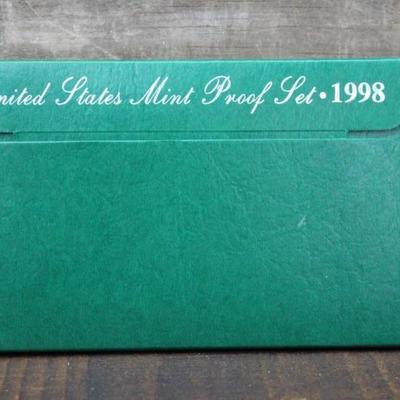 nited States Mint Proof Set • 1998